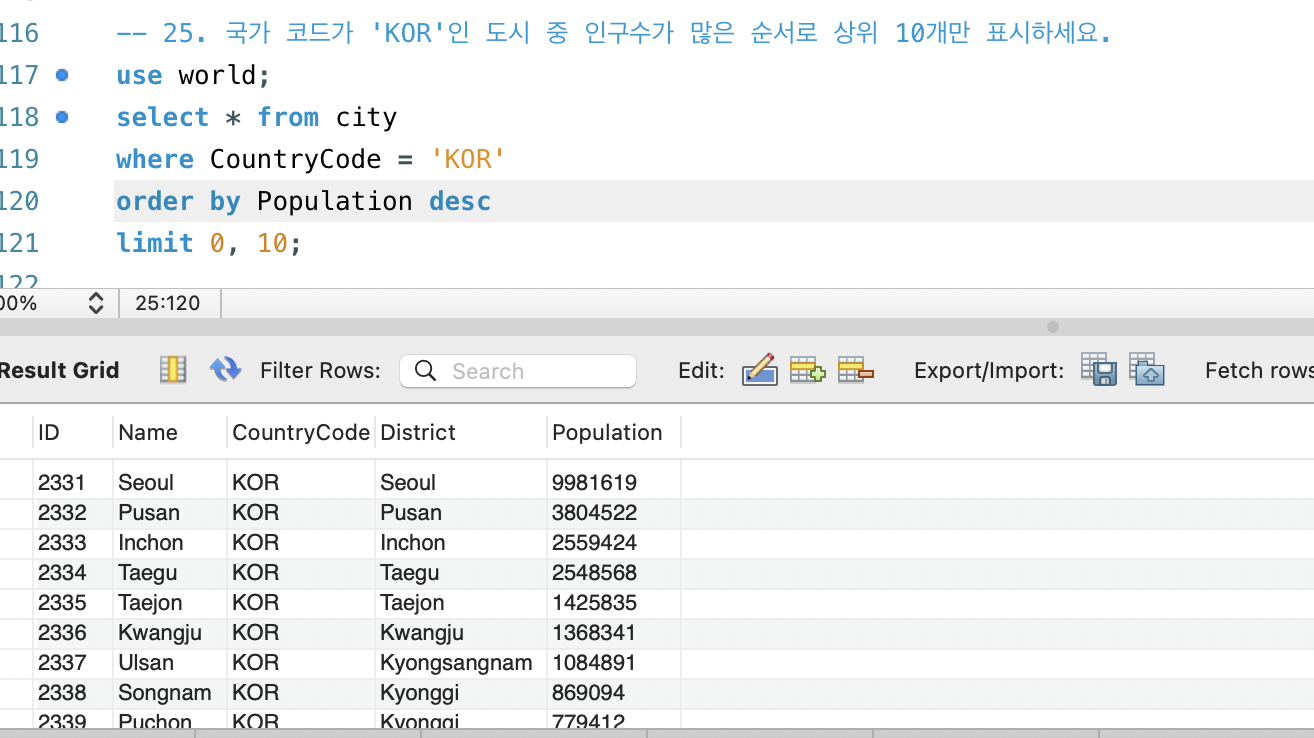 116 -- 25. 국가 코드가 'KOR'인 도시 중 인구수가 많은 순서로 상위 10개만 표시하세요.
117 use world;
118 select * from city
119 where CountryCode = 'KOR'
120 order by Population desc
121 limit 0, 10;
122
00% 25:120
Result Grid Filter Rows: Search Edit: Export/Import: Fetch rows
ID Name CountryCode District Population
2331 Seoul KOR Seoul 9981619
2332 Pusan KOR Pusan 3804522
2333 Inchon KOR Inchon 2559424
2334 Taegu KOR Taegu 2548568
2335 Taejon KOR Taejon 1425835
2336 Kwangju KOR Kwangju 1368341
2337 Ulsan KOR Kyongsangnam 1084891
2338 Songnam KOR Kyonggi 869094
2339 Puchon KOR Kyonggi 779412